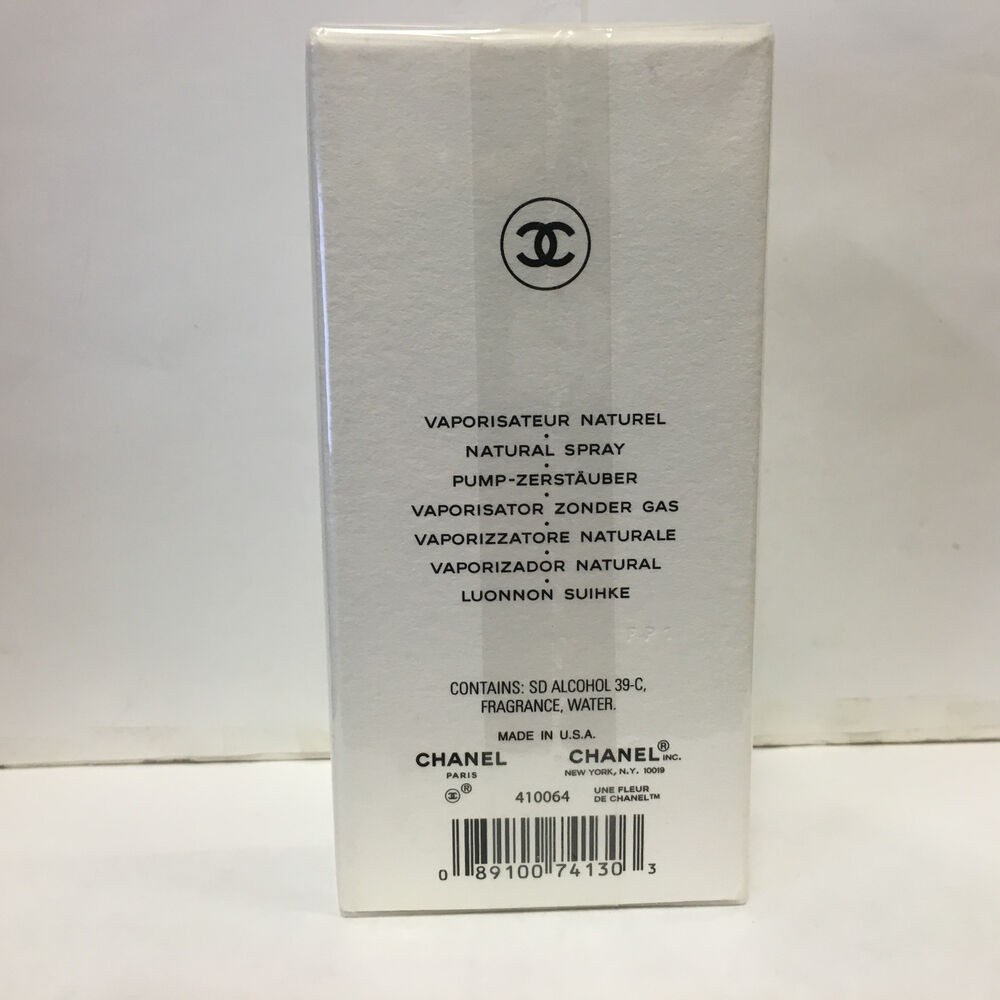 VAPORISATEUR NATUREL
•
NATURAL SPRAY
•
PUMP-ZERSTÄUBER
•
VAPORISATOR ZONDER GAS
•
VAPORIZZATORE NATURALE
•
VAPORIZADOR NATURAL
•
LUONNON SUIHKE
CONTAINS: SD ALCOHOL 39-C,
FRAGRANCE, WATER.
MADE IN U.S.A.
CHANEL CHANEL® INC.
PARIS NEW YORK, N.Y. 10019
® 410064 UNE FLEUR
DE CHANEL™
0 89100 74130 3